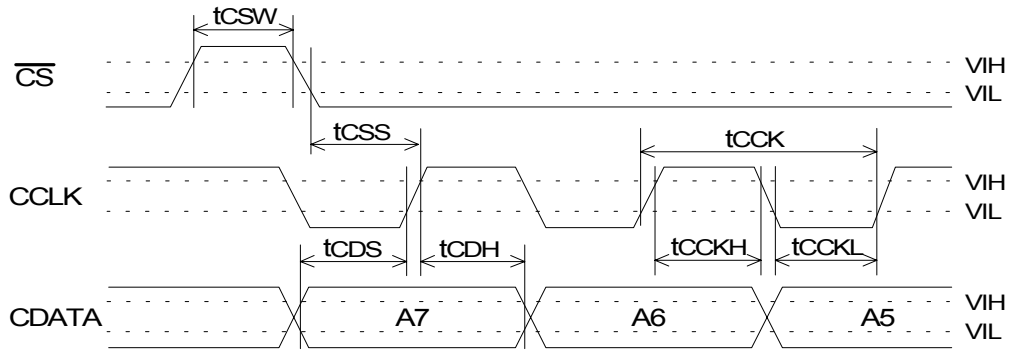 tCSW
CS
VIH
VIL
tCSS
tCCK
CCLK
VIH
VIL
tCDS
tCDH
tCCKH
tCCKL
CDATA
A7
A6
A5
VIH
VIL